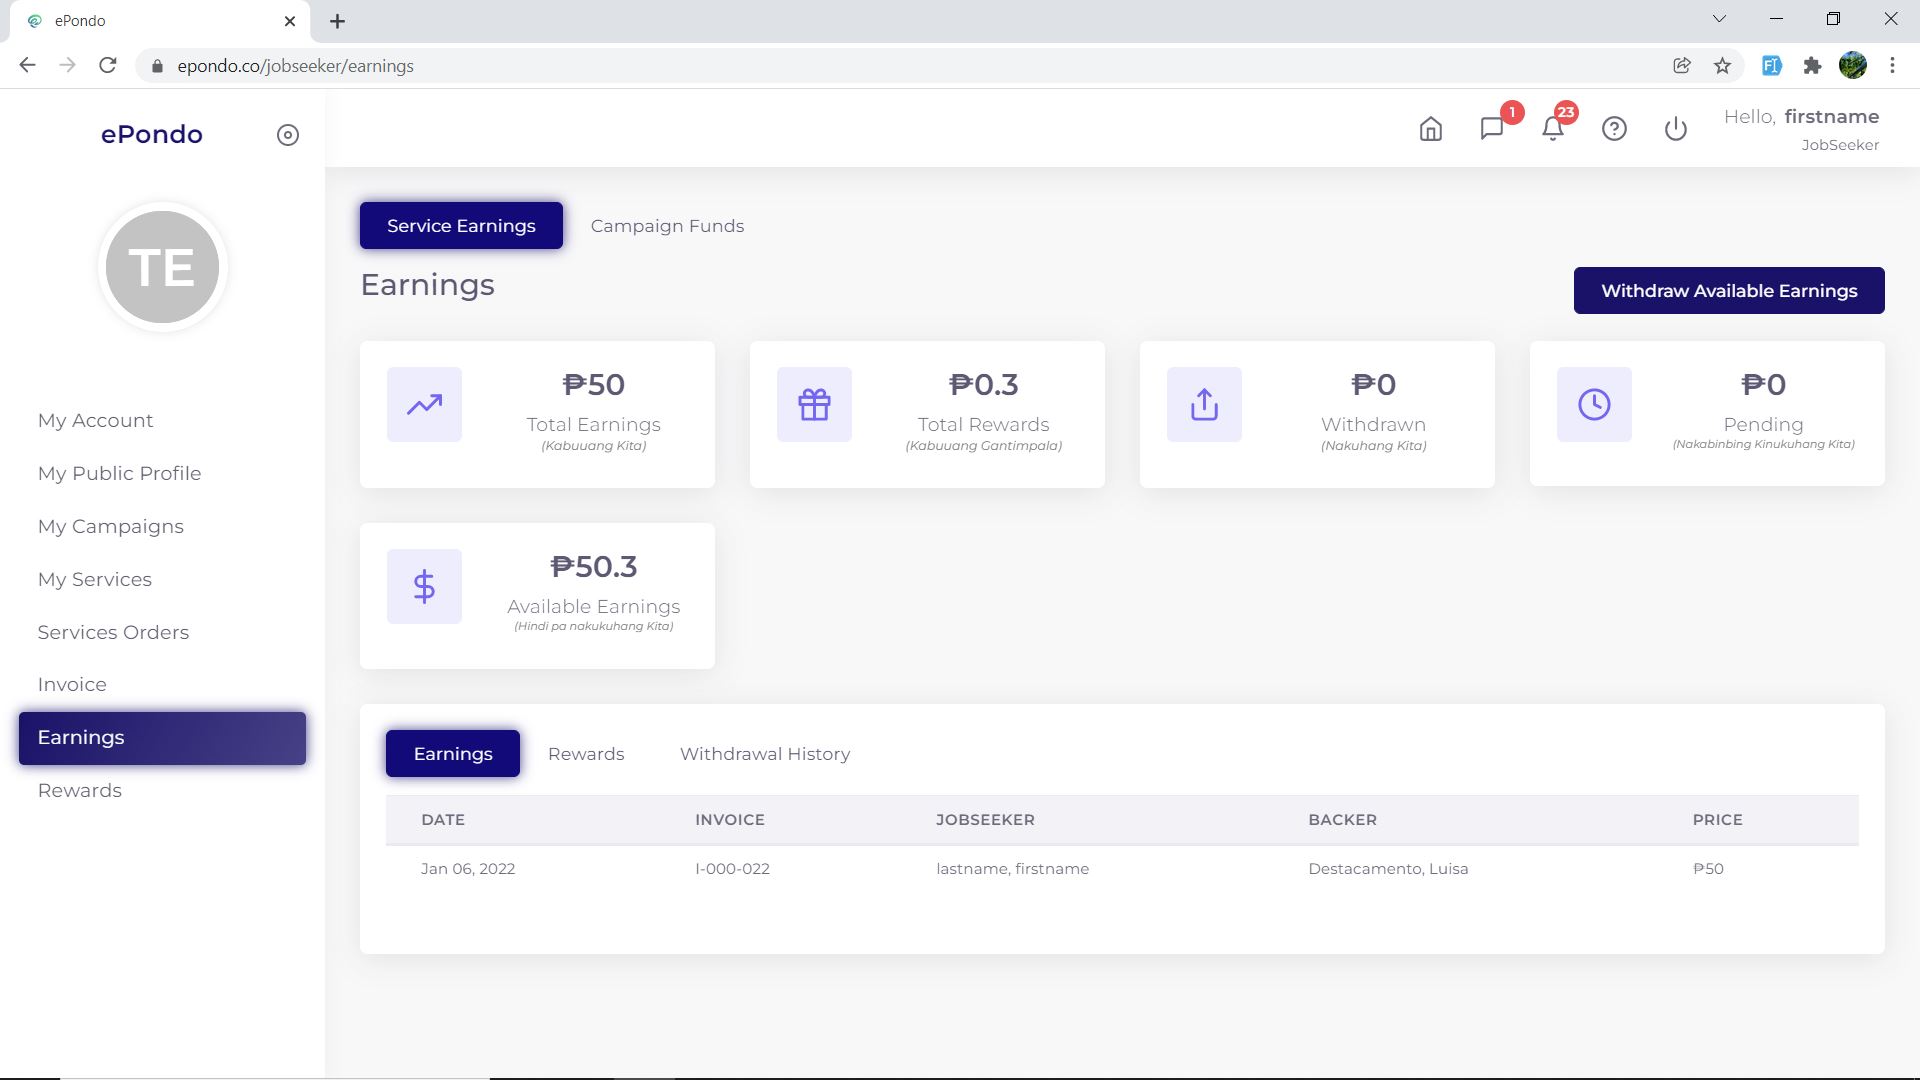 ePondo
epondo.co/jobseeker/earnings
ePondo
1
23
Hello, firstname
JobSeeker
TE
My Account
My Public Profile
My Campaigns
My Services
Services Orders
Invoice
Earnings
Rewards
Service Earnings
Campaign Funds
Earnings
Withdraw Available Earnings
₱50
Total Earnings
(Kabuuang Kita)
₱0.3
Total Rewards
(Kabuuang Gantimpala)
₱0
Withdrawn
(Nakuhang Kita)
₱0
Pending
(Nakabinbing Kinukuhang Kita)
₱50.3
Available Earnings
(Hindi pa nakukuhang Kita)
Earnings Rewards Withdrawal History
DATE INVOICE JOBSEEKER BACKER PRICE
Jan 06, 2022 I-000-022 lastname, firstname Destacamento, Luisa ₱50